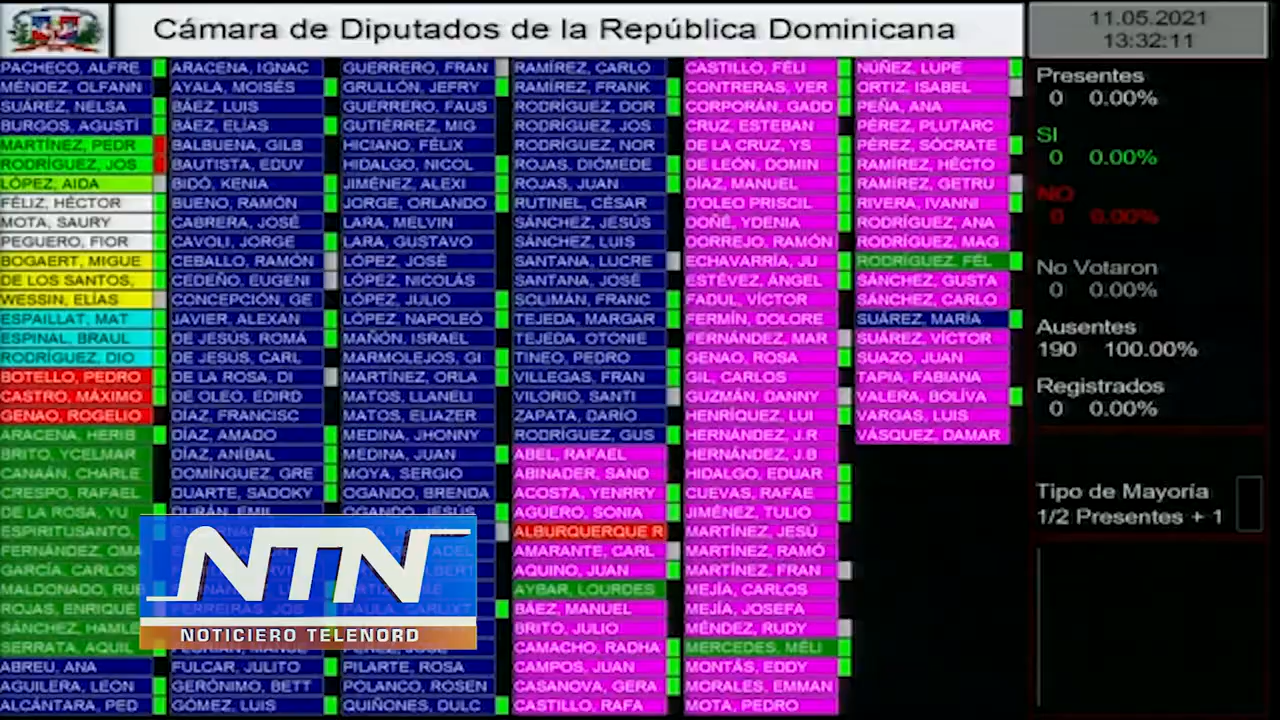 Cámara de Diputados de la República Dominicana
11.05.2021
13:32:11
PACHECO, ALFRE
MÉNDEZ, OLFANN
SUÁREZ, NELSA
BURGOS, AGUSTÍ
MARTÍNEZ, PEDR
RODRÍGUEZ, JOS
LÓPEZ, AIDA
FÉLIZ, HÉCTOR
MOTA, SAURY
PEGUERO, FIOR
BOGAERT, MIGUE
DE LOS SANTOS,
WESSIN, ELÍAS
ESPAILLAT, MAT
ESPINAL, BRAUL
RODRÍGUEZ, DIO
BOTELLO, PEDRO
CASTRO, MÁXIMO
GENAO, ROGELIO
ARACENA, HERIB
BRITO, YCELMAR
CANAÁN, CHARLE
CRESPO, RAFAEL
DE LA ROSA, YU
ESPIRITUSANTO,
FERNÁNDEZ, OMA
GARCÍA, CARLOS
MALDONADO, RUB
ROJAS, ENRIQUE
SÁNCHEZ, HAMLE
SERRATA, AQUIL
ABREU, ANA
AGUILERA, LEON
ALCÁNTARA, PED
ARACENA, IGNAC
AYALA, MOISÉS
BÁEZ, LUIS
BÁEZ, ELÍAS
BALBUENA, GILB
BAUTISTA, EDUV
BIDÓ, KENIA
BUENO, RAMÓN
CABRERA, JOSÉ
CAVOLI, JORGE
CEBALLO, RAMÓN
CEDEÑO, EUGENI
CONCEPCIÓN, GE
JAVIER, ALEXAN
DE JESÚS, ROMÁ
DE JESÚS, CARL
DE LA ROSA, DI
DE OLEO, EDIRD
DÍAZ, FRANCISC
DÍAZ, AMADO
DÍAZ, ANÍBAL
DOMÍNGUEZ, GRE
DUARTE, SADOKY
DURÁN, EMIL
FERREIRAS, JOS
FLORIÁN, MANUE
FULCAR, JULITO
GERÓNIMO, BETT
GÓMEZ, LUIS
GUERRERO, FRAN
GRULLÓN, JEFRY
GUERRERO, FAUS
GUTIÉRREZ, MIG
HICIANO, FÉLIX
HIDALGO, NICOL
JIMÉNEZ, ALEXI
JORGE, ORLANDO
LARA, MELVIN
LARA, GUSTAVO
LÓPEZ, JOSÉ
LÓPEZ, NICOLÁS
LÓPEZ, JULIO
LÓPEZ, NAPOLEÓ
MAÑÓN, ISRAEL
MARMOLEJOS, GI
MARTÍNEZ, ORLA
MATOS, LLANELI
MATOS, ELIAZER
MEDINA, JHONNY
MEDINA, JUAN
MOYA, SERGIO
OGANDO, BRENDA
OGANDO, JESÚS
PÉREZ, JOSÉ
PILARTE, ROSA
POLANCO, ROSEN
QUIÑONES, DULC
RAMÍREZ, CARLO
RAMÍREZ, FRANK
RODRÍGUEZ, DOR
RODRÍGUEZ, JOS
RODRÍGUEZ, NOR
ROJAS, DIÓMEDE
ROJAS, JUAN
RUTINEL, CÉSAR
SÁNCHEZ, JESÚS
SÁNCHEZ, LUIS
SANTANA, LUCRE
SANTANA, JOSÉ
SOLIMÁN, FRANC
TEJEDA, MARGAR
TEJEDA, OTONIE
TINEO, PEDRO
VILLEGAS, FRAN
VILORIO, SANTI
ZAPATA, DARÍO
RODRÍGUEZ, GUS
ABEL, RAFAEL
ABINADER, SAND
ACOSTA, YENRRY
AGÜERO, SONIA
ALBURQUERQUE R
AMARANTE, CARL
AQUINO, JUAN
AYBAR, LOURDES
BÁEZ, MANUEL
BRITO, JULIO
CAMACHO, RADHA
CAMPOS, JUAN
CASANOVA, GERA
CASTILLO, RAFA
CASTILLO, FÉLI
CONTRERAS, VER
CORPORÁN, GADD
CRUZ, ESTEBAN
DE LA CRUZ, YS
DE LEÓN, DOMIN
DÍAZ, MANUEL
D'OLEO PRISCIL
DOÑÉ, YDENIA
DORREJO, RAMÓN
ECHAVARRÍA, JU
ESTÉVEZ, ÁNGEL
FADUL, VÍCTOR
FERMÍN, DOLORE
FERNÁNDEZ, MAR
GENAO, ROSA
GIL, CARLOS
GUZMÁN, DANNY
HENRÍQUEZ, LUI
HERNÁNDEZ, J.R
HERNÁNDEZ, J.B
HIDALGO, EDUAR
CUEVAS, RAFAE
JIMÉNEZ, TULIO
MARTÍNEZ, JESÚ
MARTÍNEZ, RAMÓ
MARTÍNEZ, FRAN
MEJÍA, CARLOS
MEJÍA, JOSEFA
MÉNDEZ, RUDY
MERCEDES, MÉLI
MONTÁS, EDDY
MORALES, EMMAN
MOTA, PEDRO
NÚÑEZ, LUPE
ORTIZ, ISABEL
PEÑA, ANA
PÉREZ, PLUTARC
PÉREZ, SÓCRATE
RAMÍREZ, HÉCTO
RAMÍREZ, GETRU
RIVERA, IVANNI
RODRÍGUEZ, ANA
RODRÍGUEZ, MAG
RODRÍGUEZ, FÉL
SÁNCHEZ, GUSTA
SÁNCHEZ, CARLO
SUÁREZ, MARÍA
SUÁREZ, VÍCTOR
SUAZO, JUAN
TAPIA, FABIANA
VALERA, BOLÍVA
VARGAS, LUIS
VÁSQUEZ, DAMAR
Presentes
0 0.00%
SI
0 0.00%
NO
0 0.00%
No Votaron
0 0.00%
Ausentes
190 100.00%
Registrados
0 0.00%
Tipo de Mayoría
1/2 Presentes + 1
NTN
NOTICIERO TELENORD